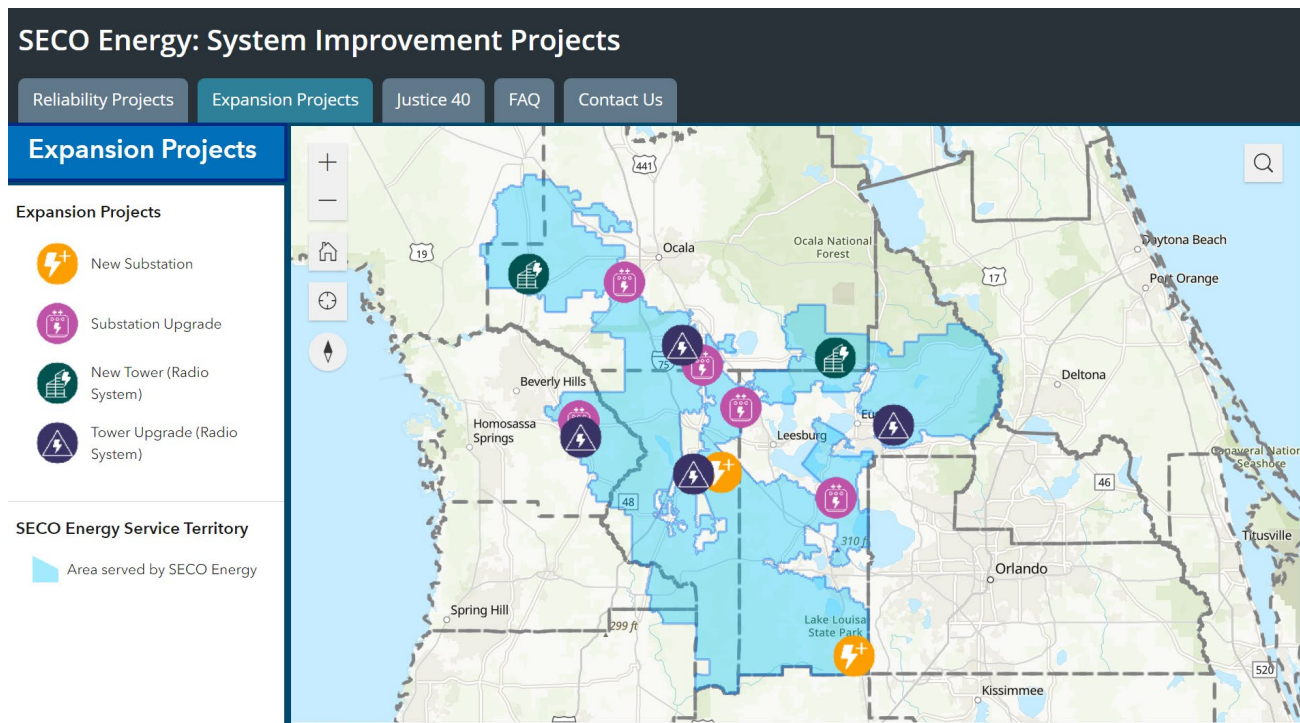 SECO Energy: System Improvement Projects
Reliability Projects
Expansion Projects
Justice 40
FAQ
Contact Us
Expansion Projects
Expansion Projects
New Substation
Substation Upgrade
New Tower (Radio
System)
Tower Upgrade (Radio
System)
SECO Energy Service Territory
Area served by SECO Energy
441
19
Ocala
Ocala National
Forest
Daytona Beach
17
Port Orange
75
Beverly Hills
Deltona
Homosassa
Springs
Leesburg
46
Seashore
48
Titusville
310 ft
Orlando
Spring Hill
299 ft
Lake Louisa
State Park
520
Kissimmee